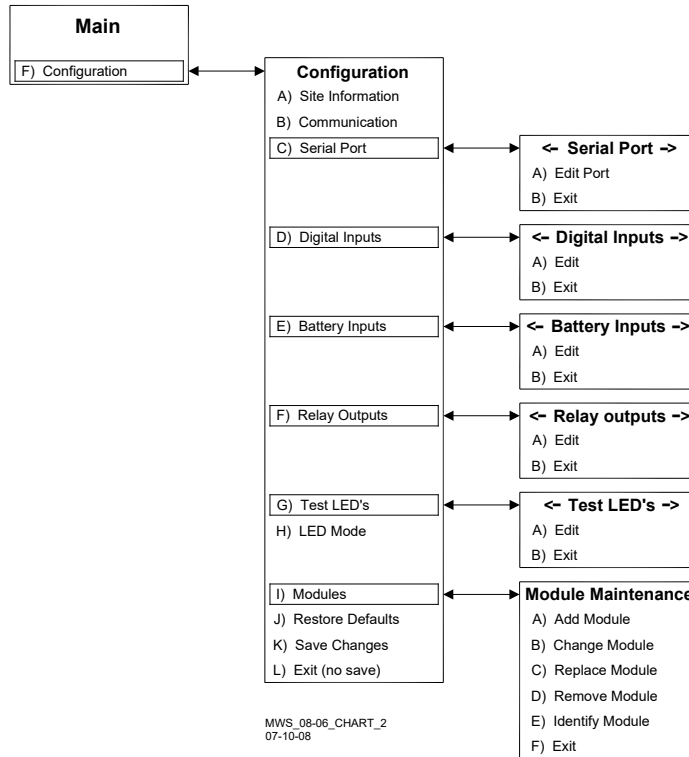 Main
F) Configuration
Configuration
A) Site Information
B) Communication
C) Serial Port
D) Digital Inputs
E) Battery Inputs
F) Relay Outputs
G) Test LED's
H) LED Mode
I) Modules
J) Restore Defaults
K) Save Changes
L) Exit (no save)
<- Serial Port ->
A) Edit Port
B) Exit
<- Digital Inputs ->
A) Edit
B) Exit
<- Battery Inputs ->
A) Edit
B) Exit
<- Relay outputs ->
A) Edit
B) Exit
<- Test LED's ->
A) Edit
B) Exit
Module Maintenance
A) Add Module
B) Change Module
C) Replace Module
D) Remove Module
E) Identify Module
F) Exit
MWS_08-06_CHART_2
07-10-08